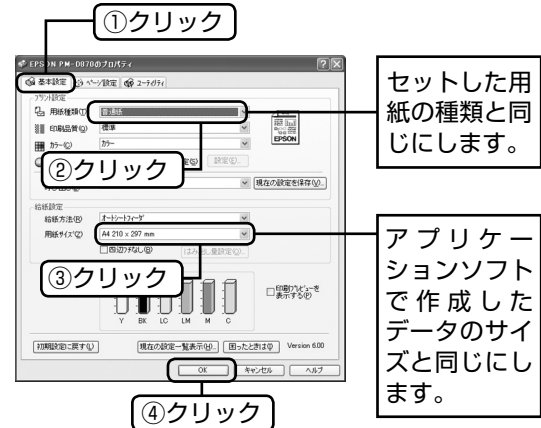 ①クリック
EPSON PM-D870のプロパティ
基本設定
ページ設定
ユーティリティ
セットした用
紙の種類と同
じにします。
用紙種類(T)
普通紙
印刷品質(Q)
標準
EPSON
カラー(C)
カラー
②クリック
現在の設定を保存(V)...
給紙設定
給紙方法(R)
オートシートフィーダ
用紙サイズ(Z)
A4 210 x 297 mm
四辺フチなし(B)
はみ出し量設定(O)...
アプリケー
ションソフト
で作成した
データのサイ
ズと同じにし
ます。
③クリック
印刷プレビューを
表示する(P)
Y BK LC LM M C
初期設定に戻す(L)
現在の設定一覧表示(H)...
困ったときは
Version 6.00
OK
キャンセル
ヘルプ
④クリック